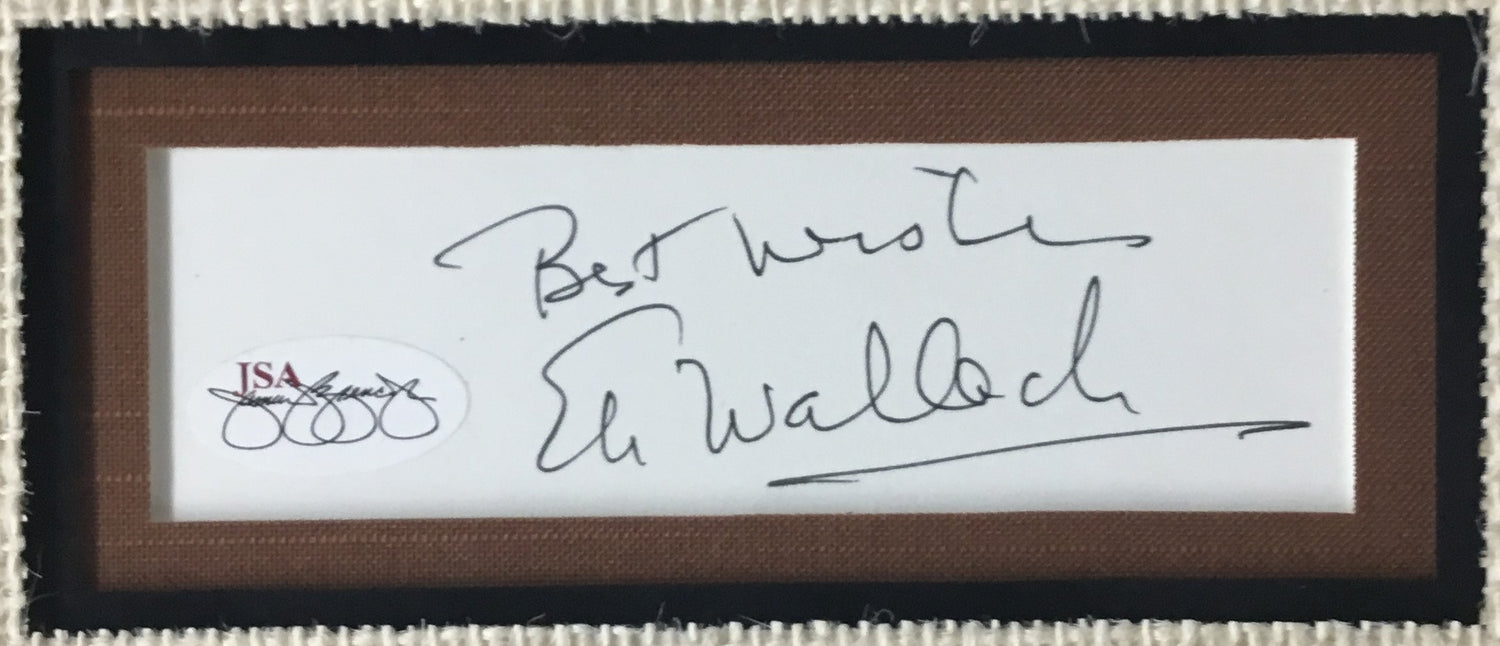 Best Wishes
Eli Wallach
JSA